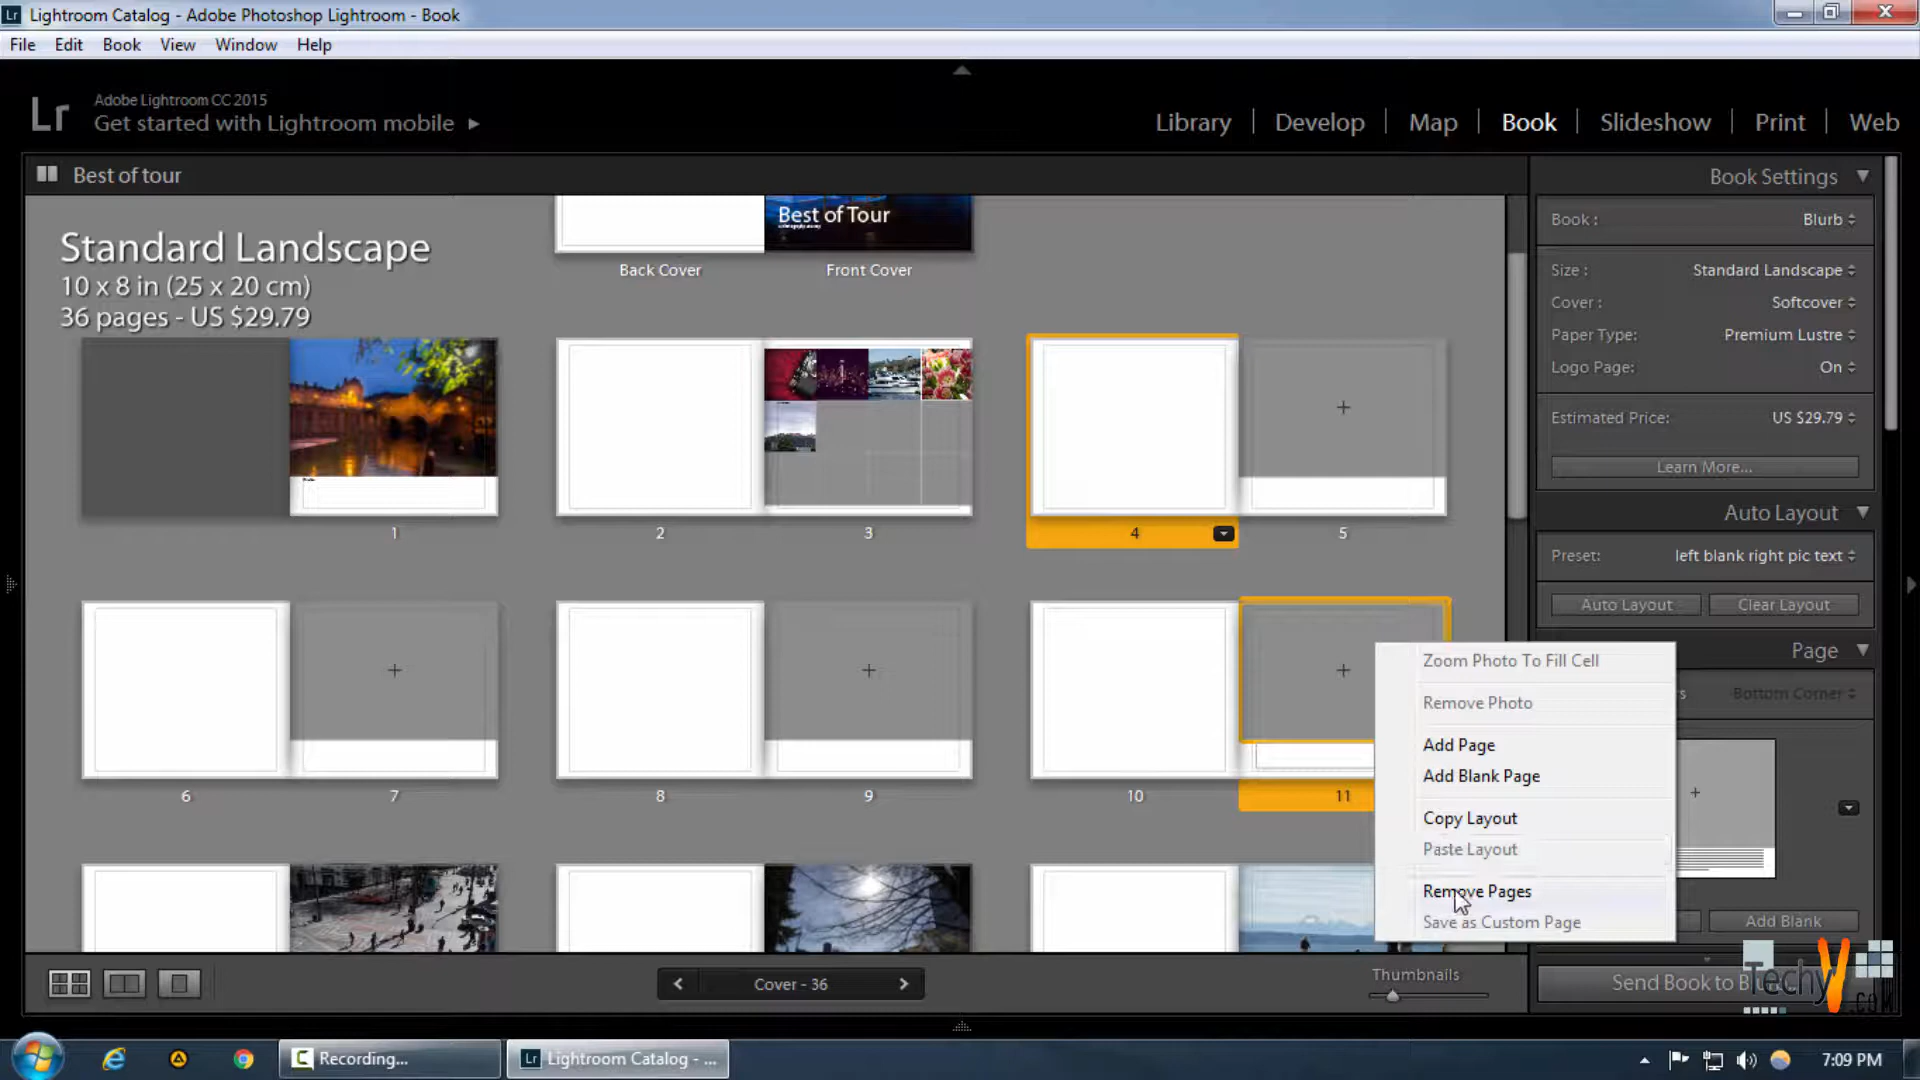 Lr Lightroom Catalog - Adobe Photoshop Lightroom - Book
File Edit Book View Window Help
Lr
Adobe Lightroom CC 2015
Get started with Lightroom mobile
Library Develop Map Book Slideshow Print Web
Best of tour
Book Settings
Standard Landscape
10 x 8 in (25 x 20 cm)
36 pages - US $29.79
Best of Tour
Back Cover Front Cover
Book : Blurb
Size : Standard Landscape
Cover : Softcover
Paper Type: Premium Lustre
Logo Page: On
Estimated Price: US $29.79
Learn More...
Auto Layout
Preset: left blank right pic text
Auto Layout Clear Layout
Page
1 2 3 4 5
6 7 8 9 10 11
Bottom Corner
Zoom Photo To Fill Cell
Remove Photo
Add Page
Add Blank Page
Copy Layout
Paste Layout
Remove Pages
Save as Custom Page
Add Blank
Cover - 36
Thumbnails
Send Book to
TechyV
.com
Recording...
Lr Lightroom Catalog - ...
7:09 PM